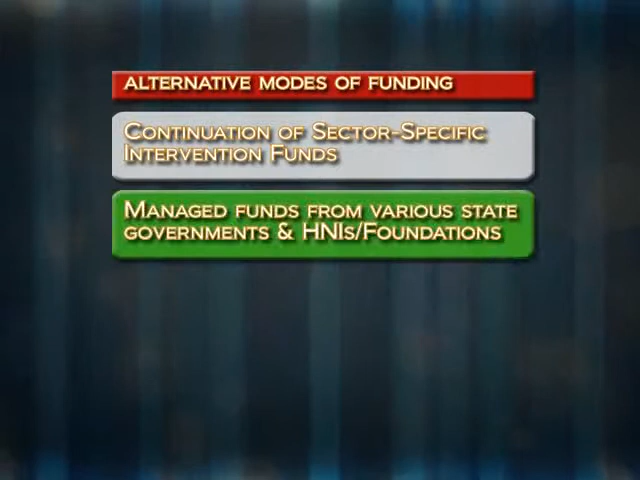 ALTERNATIVE MODES OF FUNDING
CONTINUATION OF SECTOR-SPECIFIC
INTERVENTION FUNDS
MANAGED FUNDS FROM VARIOUS STATE
GOVERNMENTS & HNIS/FOUNDATIONS